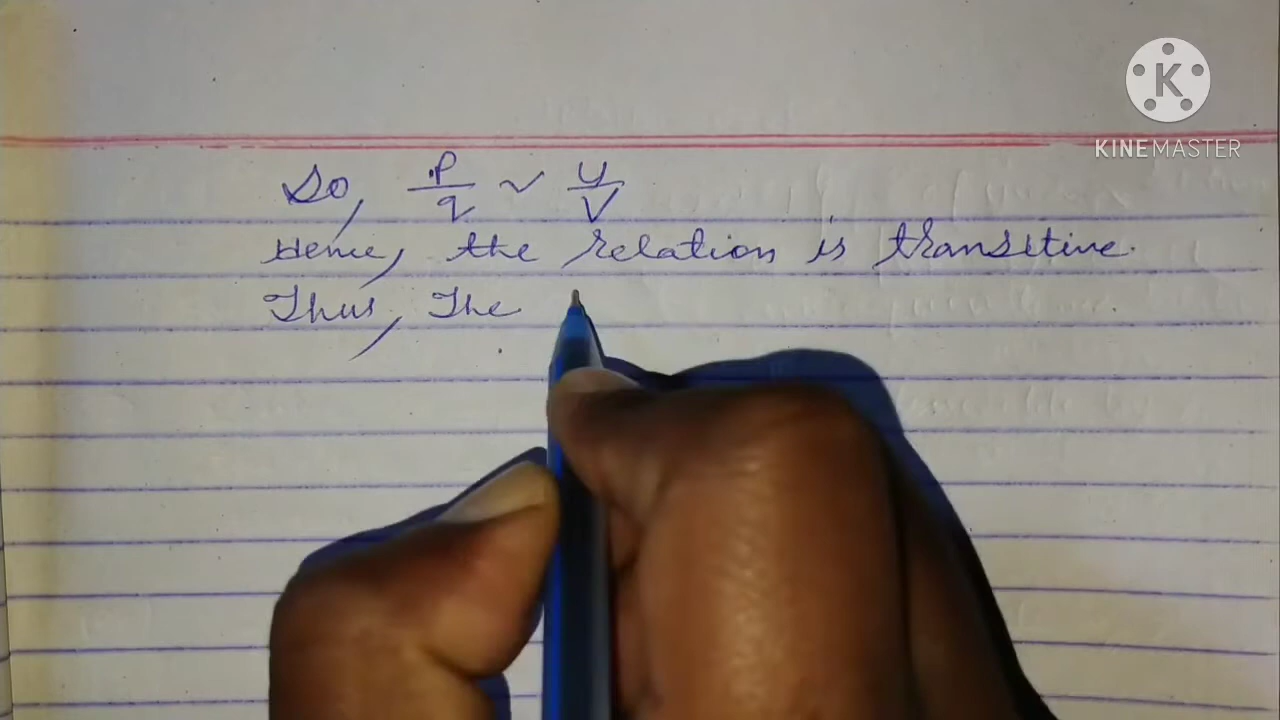 K
KINEMASTER
So, p/q ~ u/v
Hence, the relation is transitive.
Thus, The